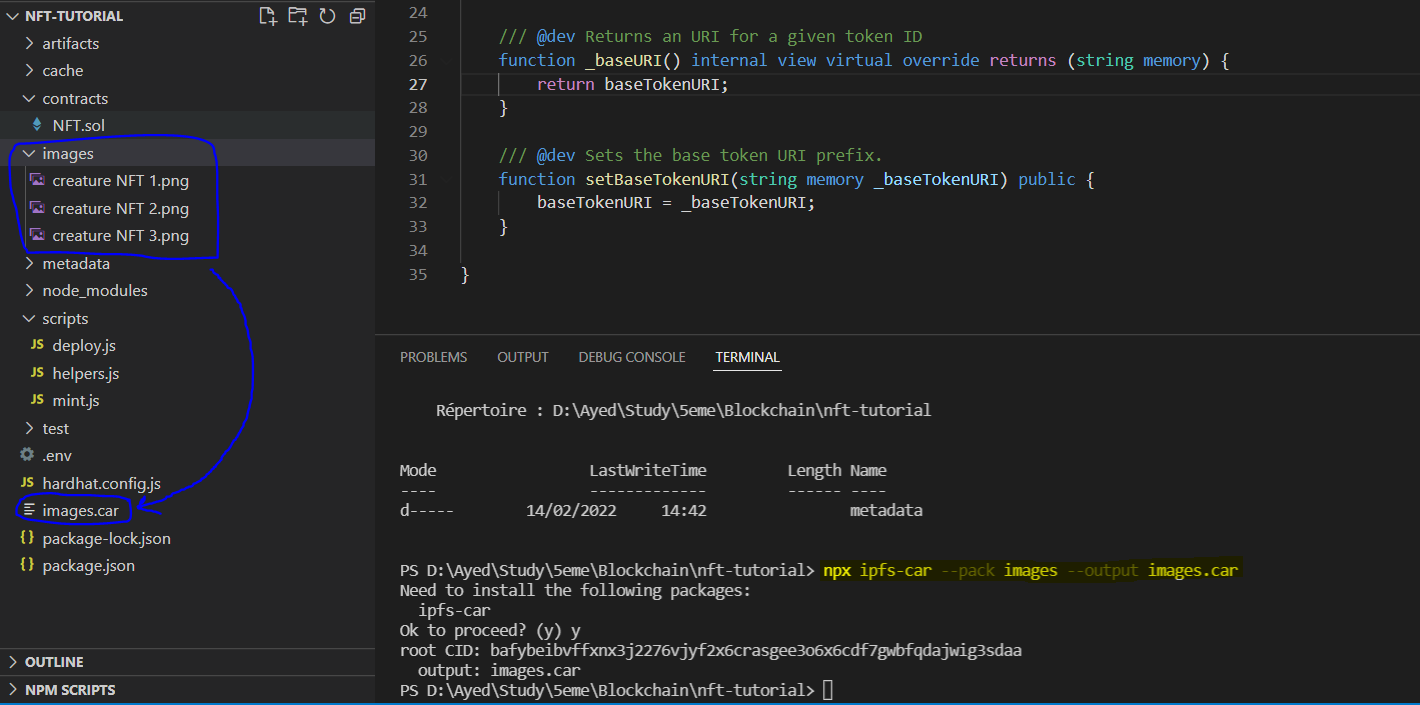 NFT-TUTORIAL
artifacts
cache
contracts
NFT.sol
images
creature NFT 1.png
creature NFT 2.png
creature NFT 3.png
metadata
node_modules
scripts
JS deploy.js
JS helpers.js
JS mint.js
test
.env
JS hardhat.config.js
images.car
{} package-lock.json
{} package.json
OUTLINE
NPM SCRIPTS
24
25 /// @dev Returns an URI for a given token ID
26 function _baseURI() internal view virtual override returns (string memory) {
27 return baseTokenURI;
28 }
29
30 /// @dev Sets the base token URI prefix.
31 function setBaseTokenURI(string memory _baseTokenURI) public {
32 baseTokenURI = _baseTokenURI;
33 }
34
35 }
PROBLEMS OUTPUT DEBUG CONSOLE TERMINAL
Répertoire : D:\Ayed\Study\5eme\Blockchain\nft-tutorial
Mode LastWriteTime Length Name
---- ------------- ------ ----
d----- 14/02/2022 14:42 metadata
PS D:\Ayed\Study\5eme\Blockchain\nft-tutorial> npx ipfs-car --pack images --output images.car
Need to install the following packages:
ipfs-car
Ok to proceed? (y) y
root CID: bafybeibvffxnx3j2276vjyf2x6crasgee3o6x6cdf7gwbfqdajwig3sdaa
output: images.car
PS D:\Ayed\Study\5eme\Blockchain\nft-tutorial>